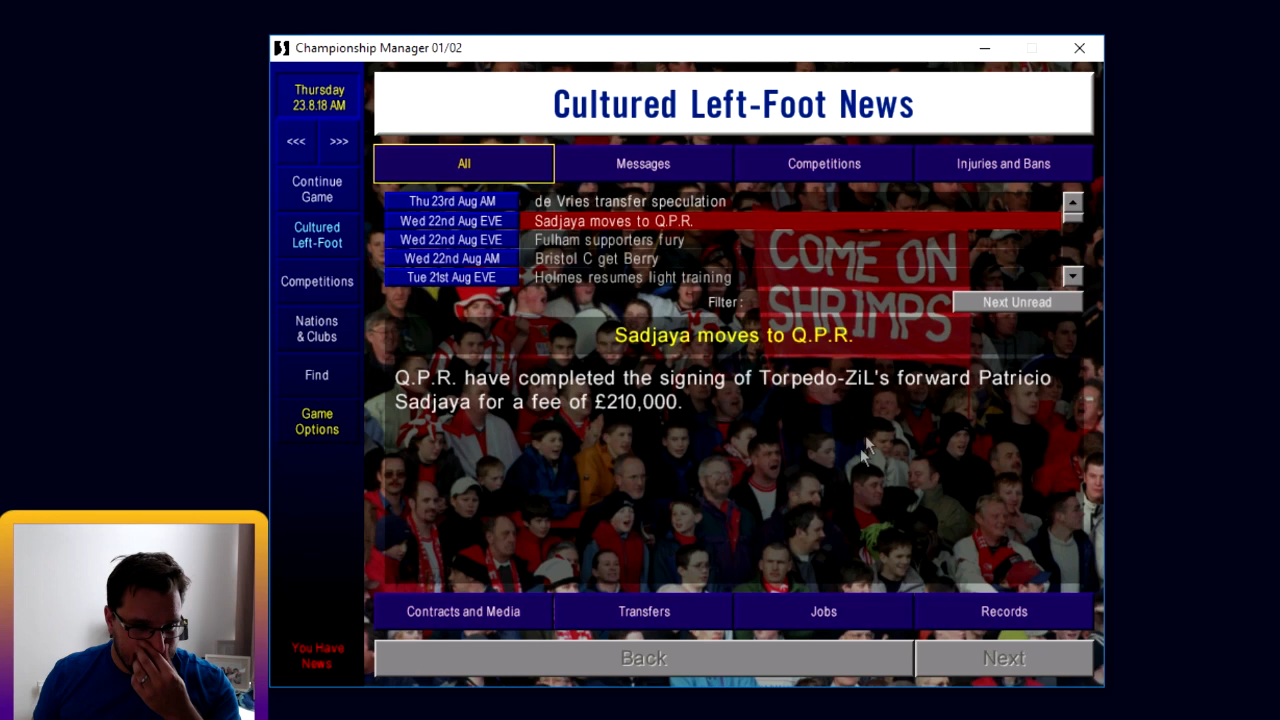 Championship Manager 01/02
Thursday
23.8.18 AM
<<<
>>>
Continue
Game
Cultured
Left-Foot
Competitions
Nations
& Clubs
Find
Game
Options
You Have
News
Cultured Left-Foot News
All
Messages
Competitions
Injuries and Bans
Thu 23rd Aug AM de Vries transfer speculation
Wed 22nd Aug EVE Sadjaya moves to Q.P.R.
Wed 22nd Aug EVE Fulham supporters fury
Wed 22nd Aug AM Bristol C get Berry
Tue 21st Aug EVE Holmes resumes light training
COME ON
SHRIMPS
Filter :
Next Unread
Sadjaya moves to Q.P.R.
Q.P.R. have completed the signing of Torpedo-ZiL's forward Patricio
Sadjaya for a fee of £210,000.
Contracts and Media
Transfers
Jobs
Records
Back
Next